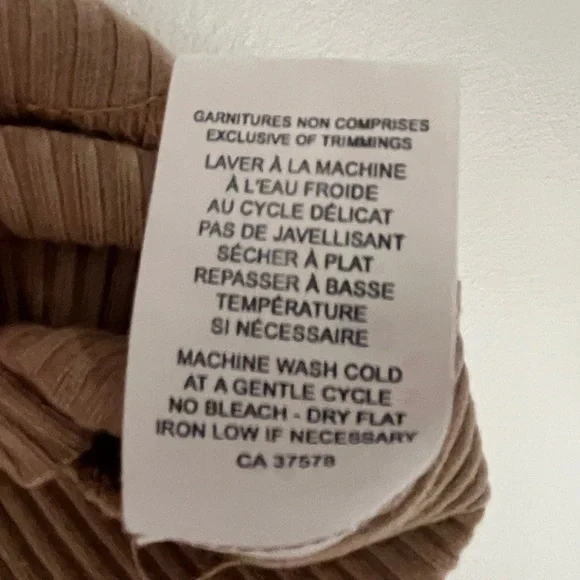 GARNITURES NON COMPRISES
EXCLUSIVE OF TRIMMINGS
LAVER À LA MACHINE
À L'EAU FROIDE
AU CYCLE DÉLICAT
PAS DE JAVELLISANT
SÉCHER À PLAT
REPASSER À BASSE
TEMPÉRATURE
SI NÉCESSAIRE
MACHINE WASH COLD
AT A GENTLE CYCLE
NO BLEACH - DRY FLAT
IRON LOW IF NECESSARY
CA 37578